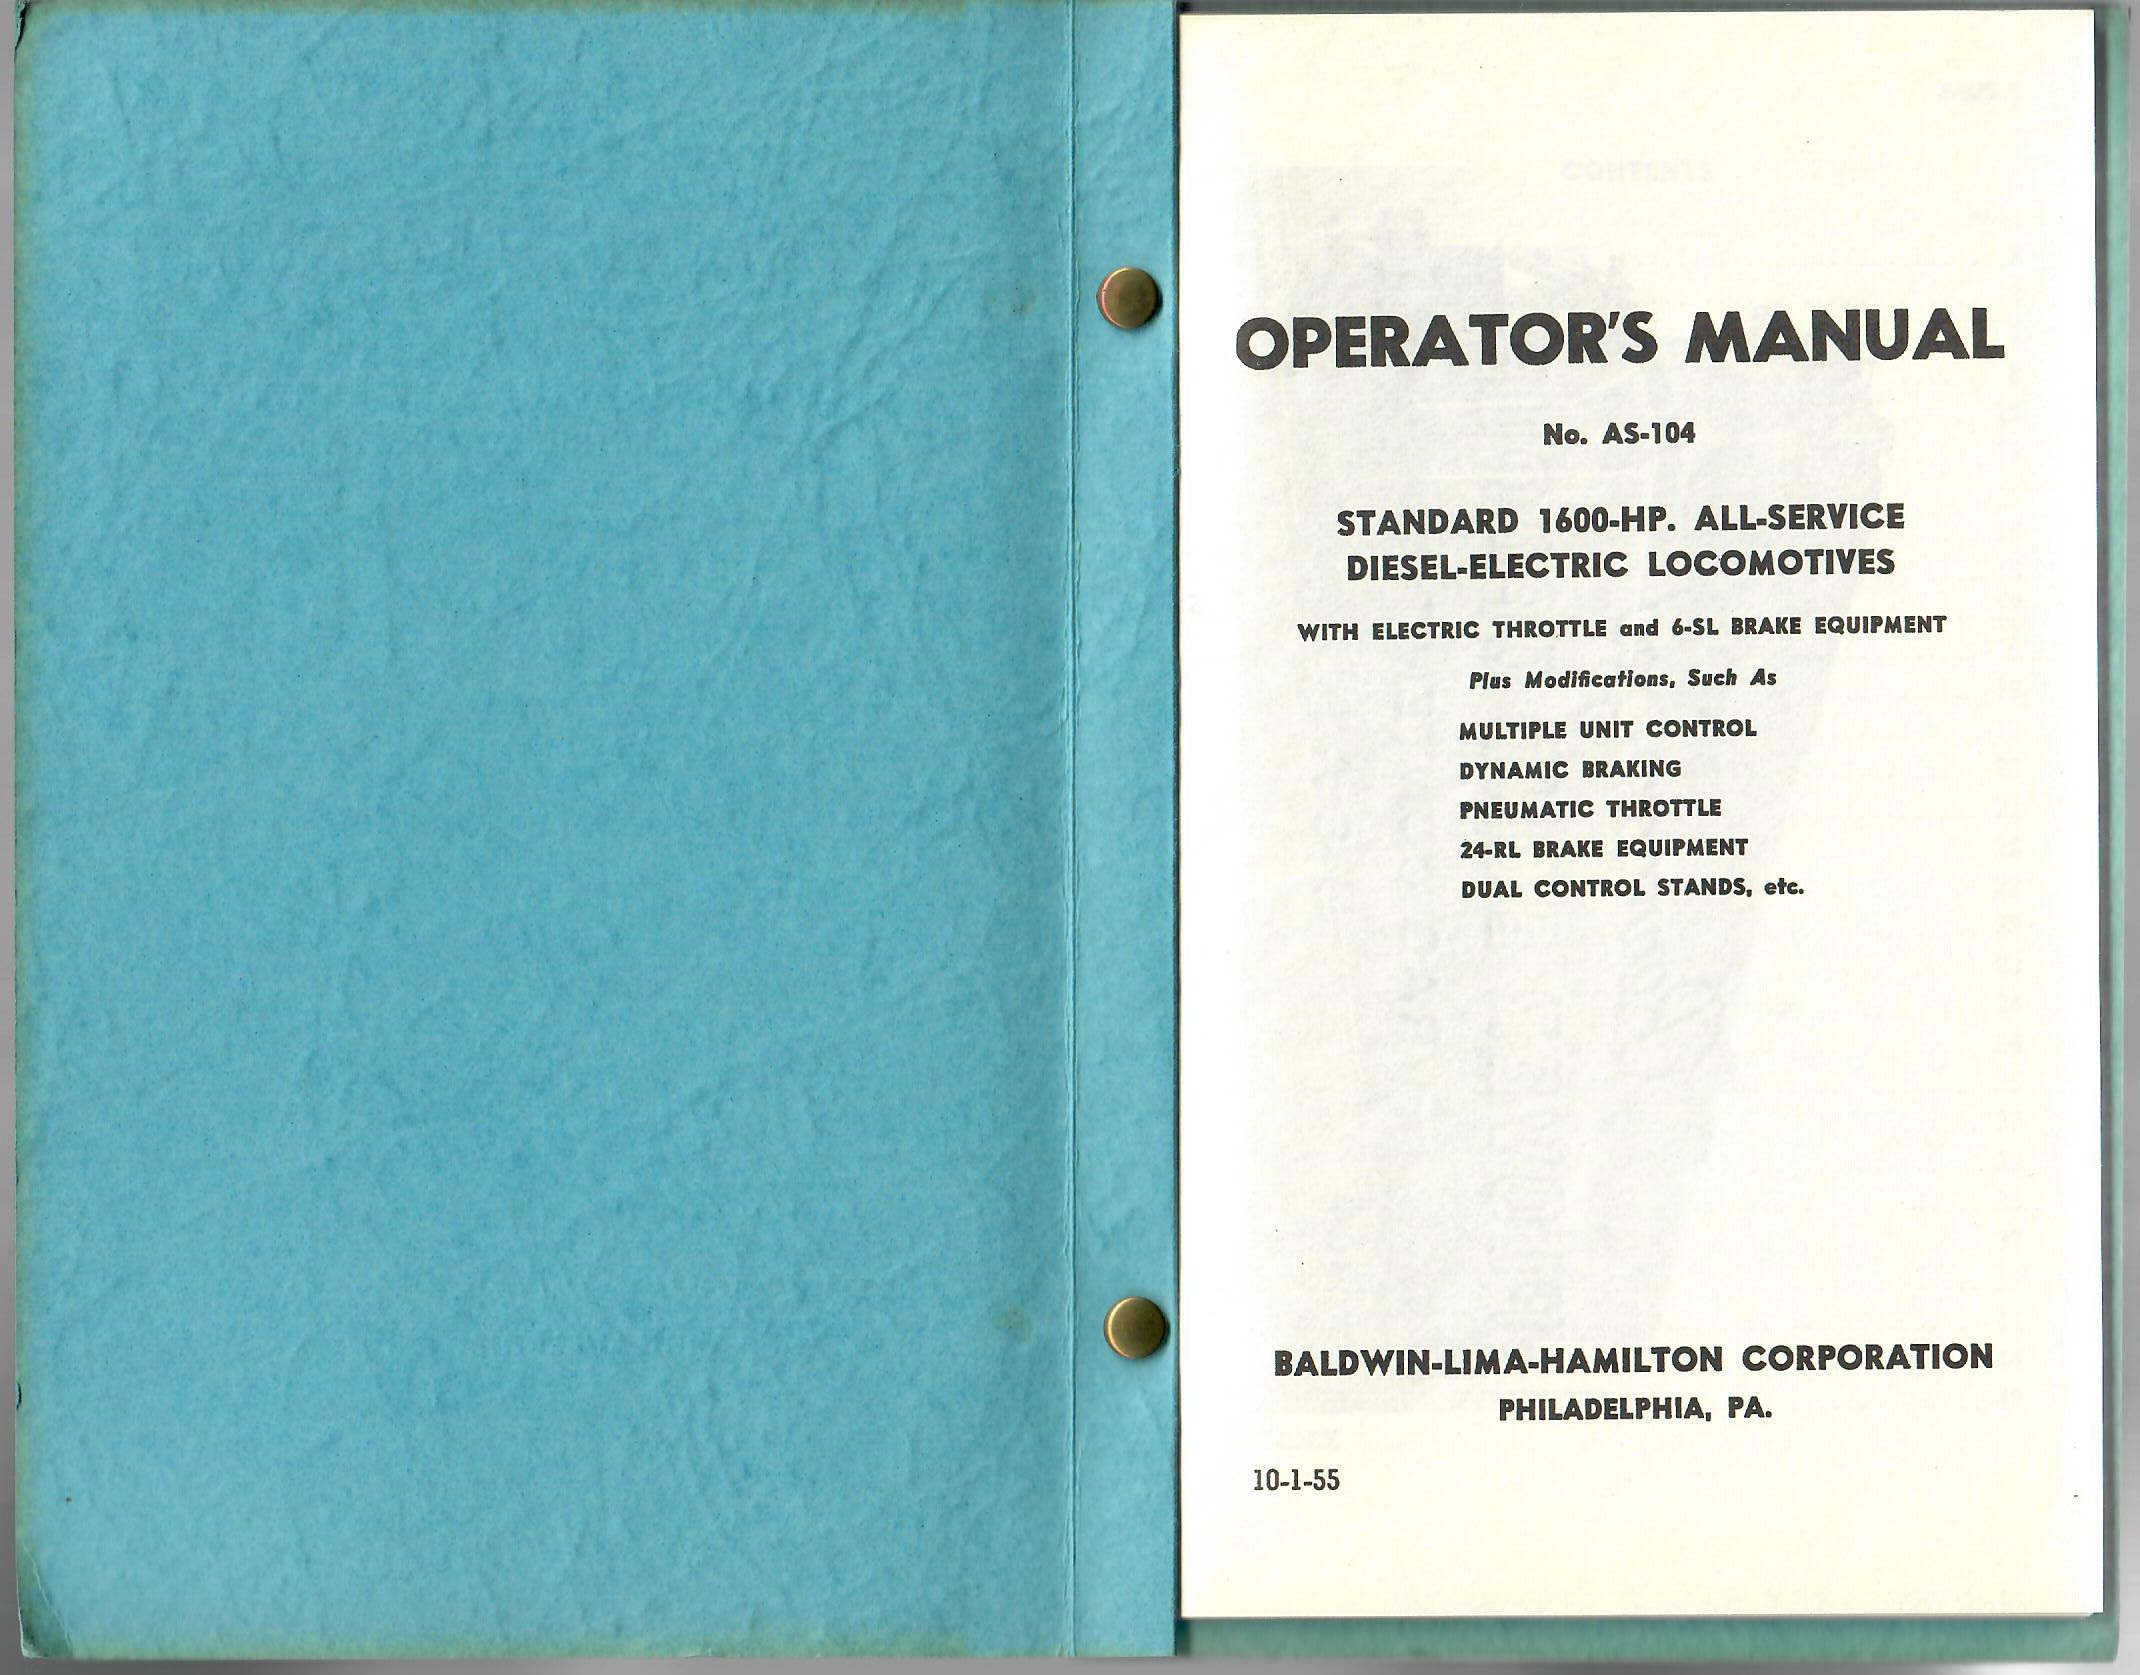 OPERATOR'S MANUAL
No. AS-104
STANDARD 1600-HP. ALL-SERVICE
DIESEL-ELECTRIC LOCOMOTIVES
WITH ELECTRIC THROTTLE and 6-SL BRAKE EQUIPMENT
Plus Modifications, Such As
MULTIPLE UNIT CONTROL
DYNAMIC BRAKING
PNEUMATIC THROTTLE
24-RL BRAKE EQUIPMENT
DUAL CONTROL STANDS, etc.
BALDWIN-LIMA-HAMILTON CORPORATION
PHILADELPHIA, PA.
10-1-55